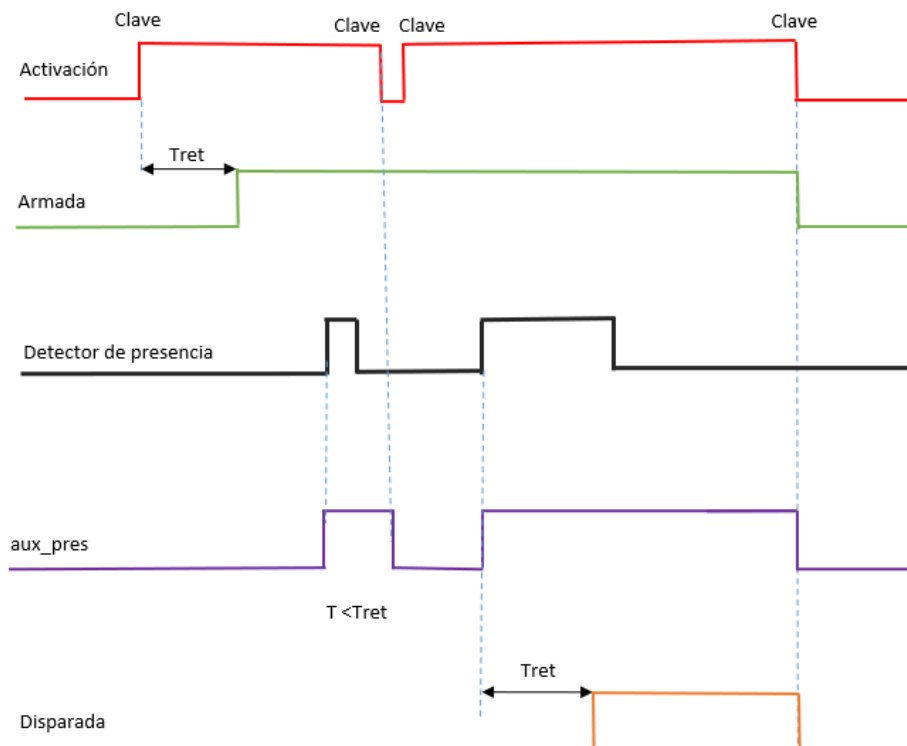 Clave
Clave
Clave
Clave
Activación
Tret
Armada
Detector de presencia
aux_pres
T <Tret
Tret
Disparada